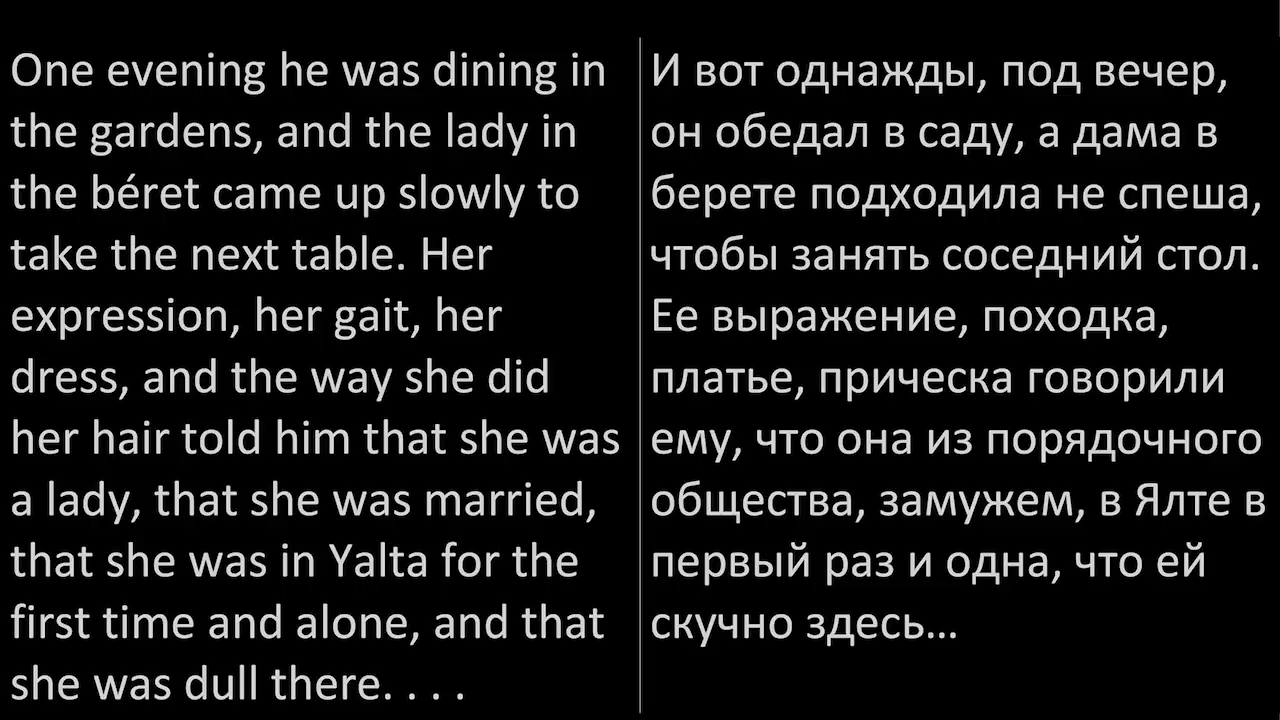 One evening he was dining in
the gardens, and the lady in
the béret came up slowly to
take the next table. Her
expression, her gait, her
dress, and the way she did
her hair told him that she was
a lady, that she was married,
that she was in Yalta for the
first time and alone, and that
she was dull there. . . .
И вот однажды, под вечер,
он обедал в саду, а дама в
берете подходила не спеша,
чтобы занять соседний стол.
Ее выражение, походка,
платье, прическа говорили
ему, что она из порядочного
общества, замужем, в Ялте в
первый раз и одна, что ей
скучно здесь…